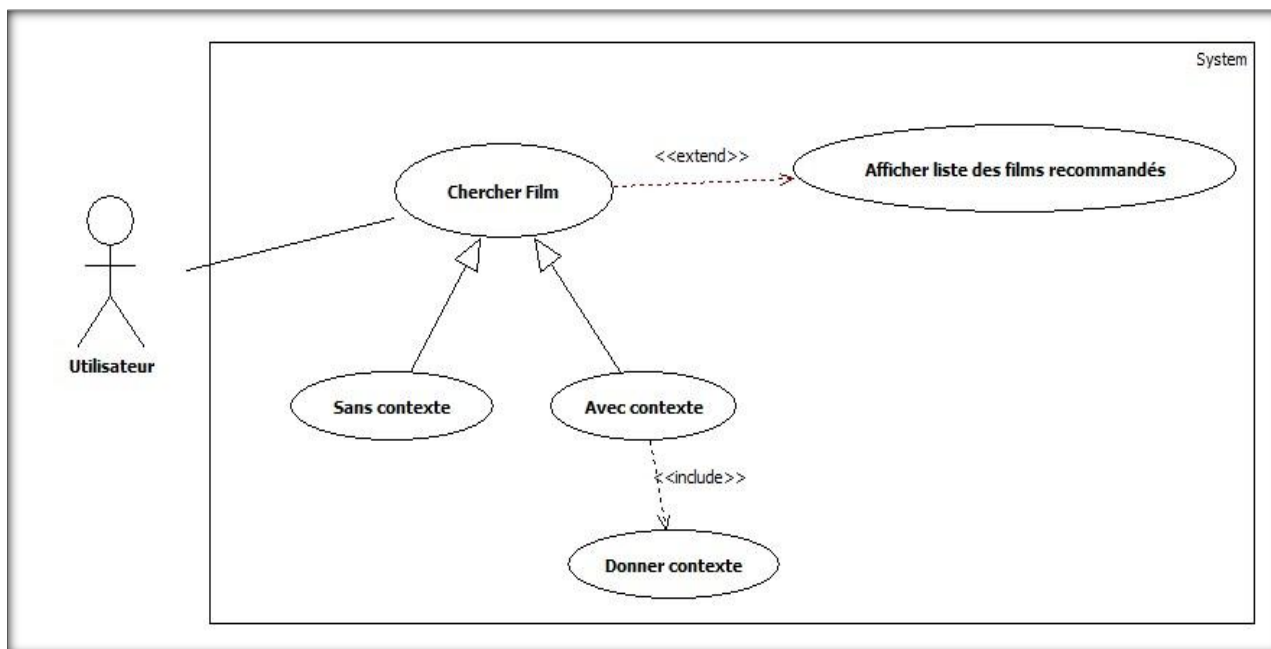 System
<<extend>>
Afficher liste des films recommandés
Chercher Film
Utilisateur
Sans contexte
Avec contexte
<<include>>
Donner contexte